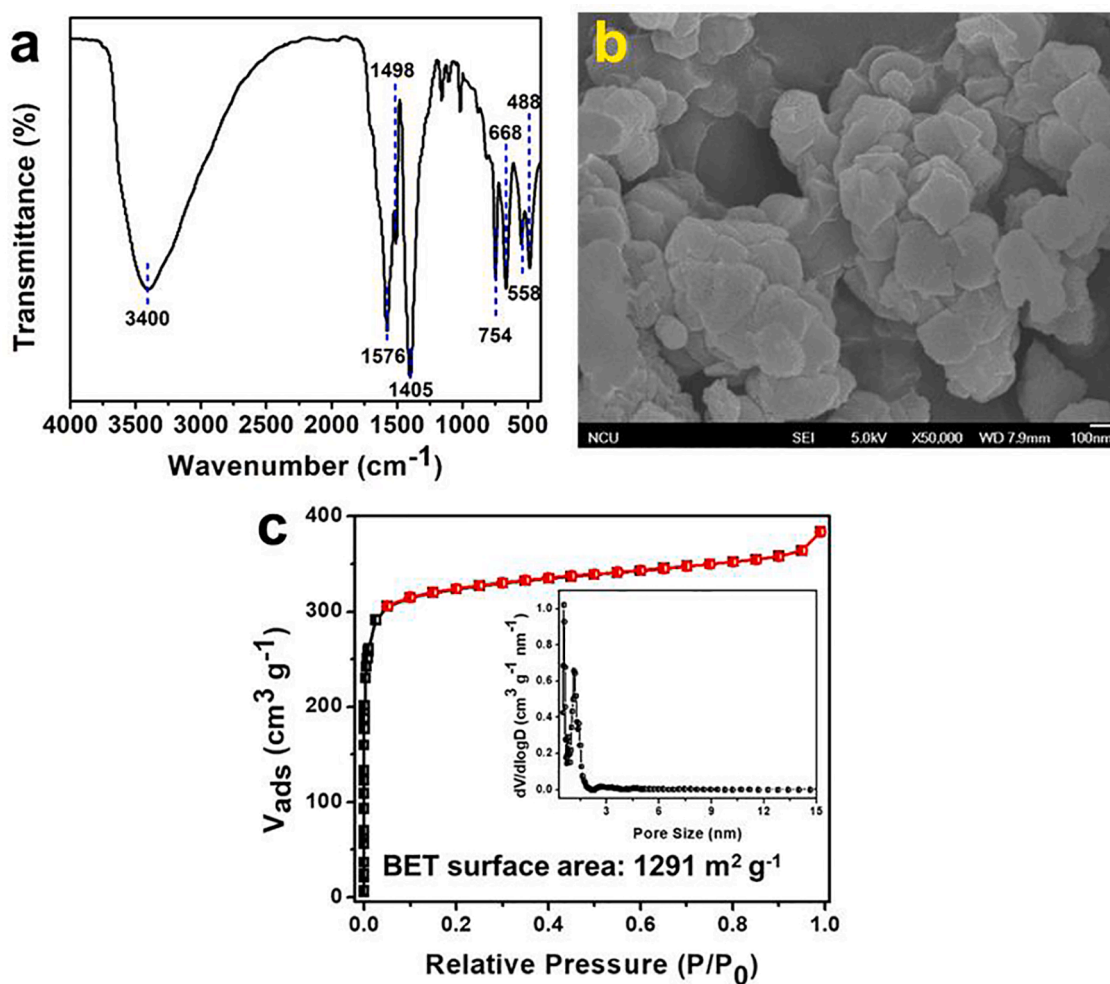 a
Transmittance (%)
3400
1576
1498
1405
754
668
558
488
4000 3500 3000 2500 2000 1500 1000 500
Wavenumber (cm⁻¹)
b
NCU SEI 5.0kV X50,000 WD 7.9mm 100nm
c
Vads (cm³ g⁻¹)
400
300
200
100
0
dV/dlogD (cm³ g⁻¹ nm⁻¹)
1.0
0.8
0.6
0.4
0.2
0.0
3 6 9 12 15
Pore Size (nm)
BET surface area: 1291 m² g⁻¹
0.0 0.2 0.4 0.6 0.8 1.0
Relative Pressure (P/P₀)